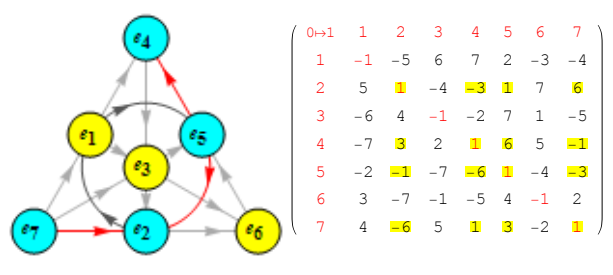 e4
e1
e5
e3
e7
e2
e6
0↦1 1 2 3 4 5 6 7
1 -1 -5 6 7 2 -3 -4
2 5 1 -4 -3 1 7 6
3 -6 4 -1 -2 7 1 -5
4 -7 3 2 1 6 5 -1
5 -2 -1 -7 -6 1 -4 -3
6 3 -7 -1 -5 4 -1 2
7 4 -6 5 1 3 -2 1